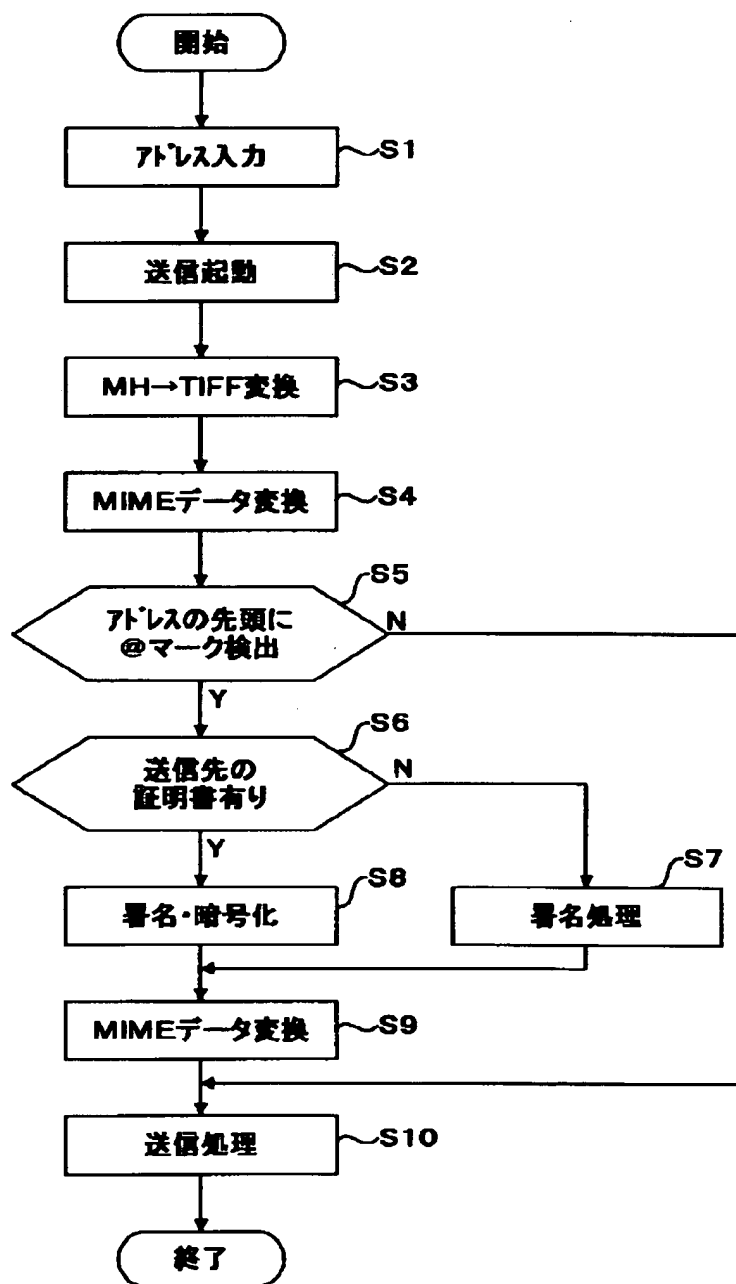 開始
アドレス入力
S1
送信起動
S2
MH→TIFF変換
S3
MIMEデータ変換
S4
S5
アドレスの先頭に
@マーク検出
N
Y
S6
送信先の
証明書有り
N
Y
S8
署名・暗号化
S7
署名処理
MIMEデータ変換
S9
送信処理
S10
終了